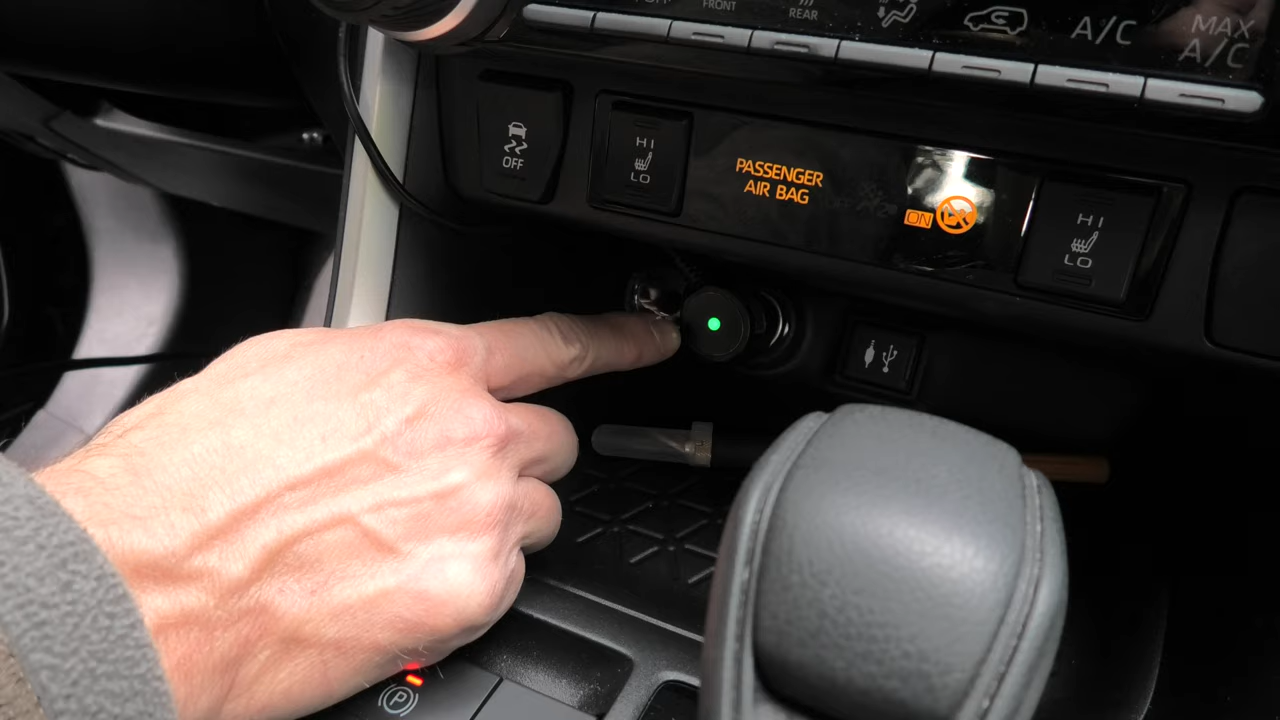 FRONT
REAR
A/C
MAX
A/C
OFF
HI
LO
PASSENGER
AIR BAG
ON
HI
LO
P